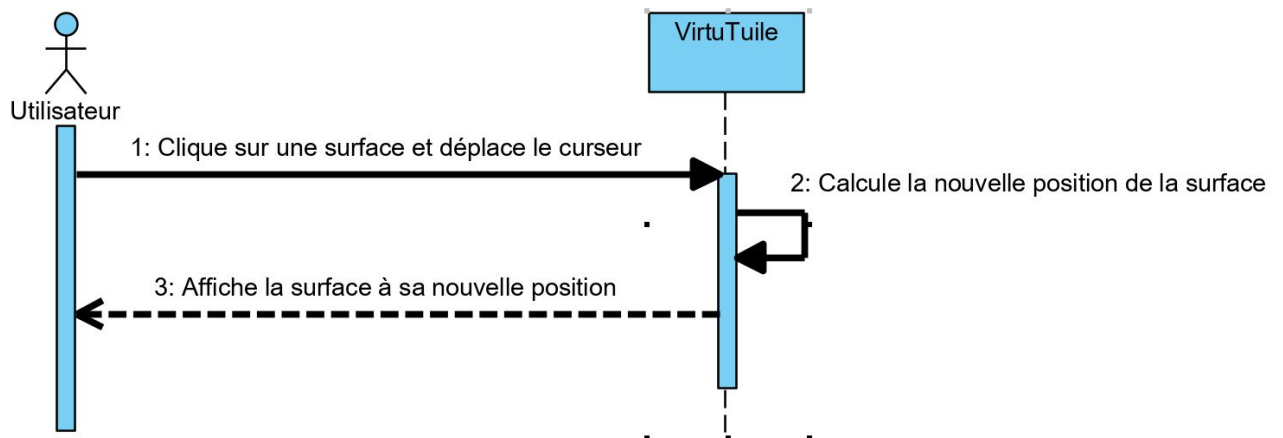 VirtuTuile
Utilisateur
1: Clique sur une surface et déplace le curseur
2: Calcule la nouvelle position de la surface
3: Affiche la surface à sa nouvelle position